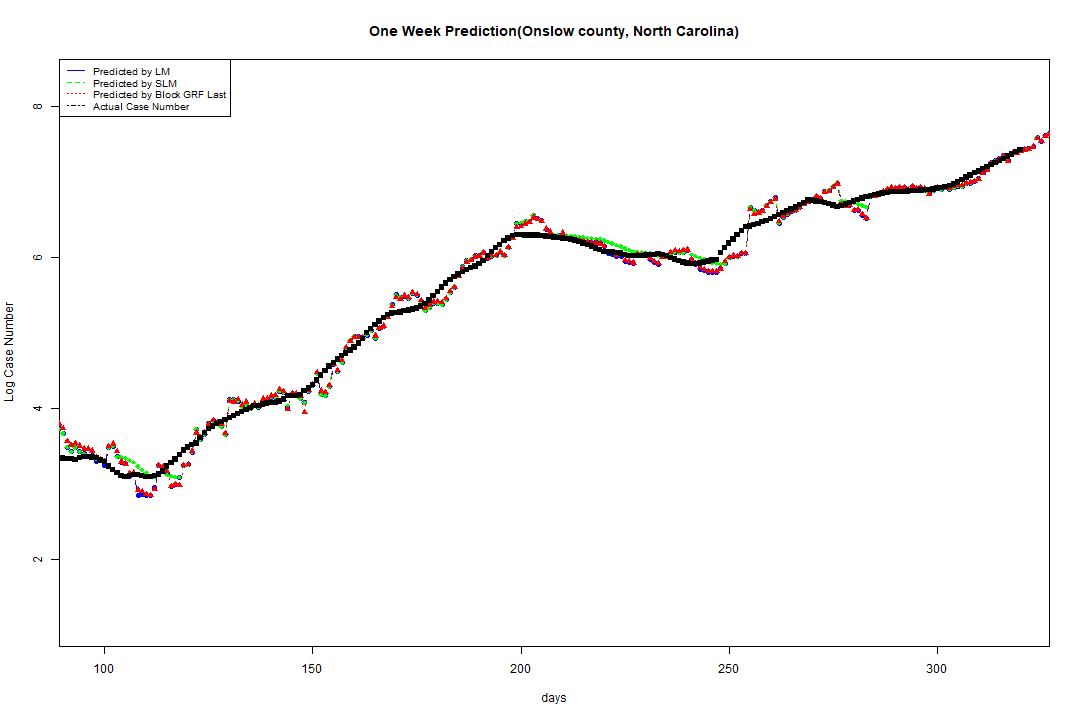 One Week Prediction(Onslow county, North Carolina)
Predicted by LM
Predicted by SLM
Predicted by Block GRF Last
Actual Case Number
8
6
4
2
Log Case Number
100 150 200 250 300
days